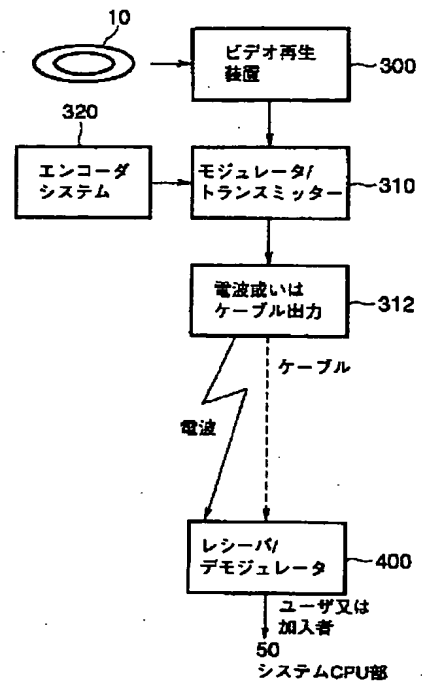 10
ビデオ再生
装置
300
320
エンコーダ
システム
モジュレータ/
トランスミッター
310
電波或いは
ケーブル出力
312
ケーブル
電波
レシーバ/
デモジュレータ
400
ユーザ又は
加入者
50
システムCPU部